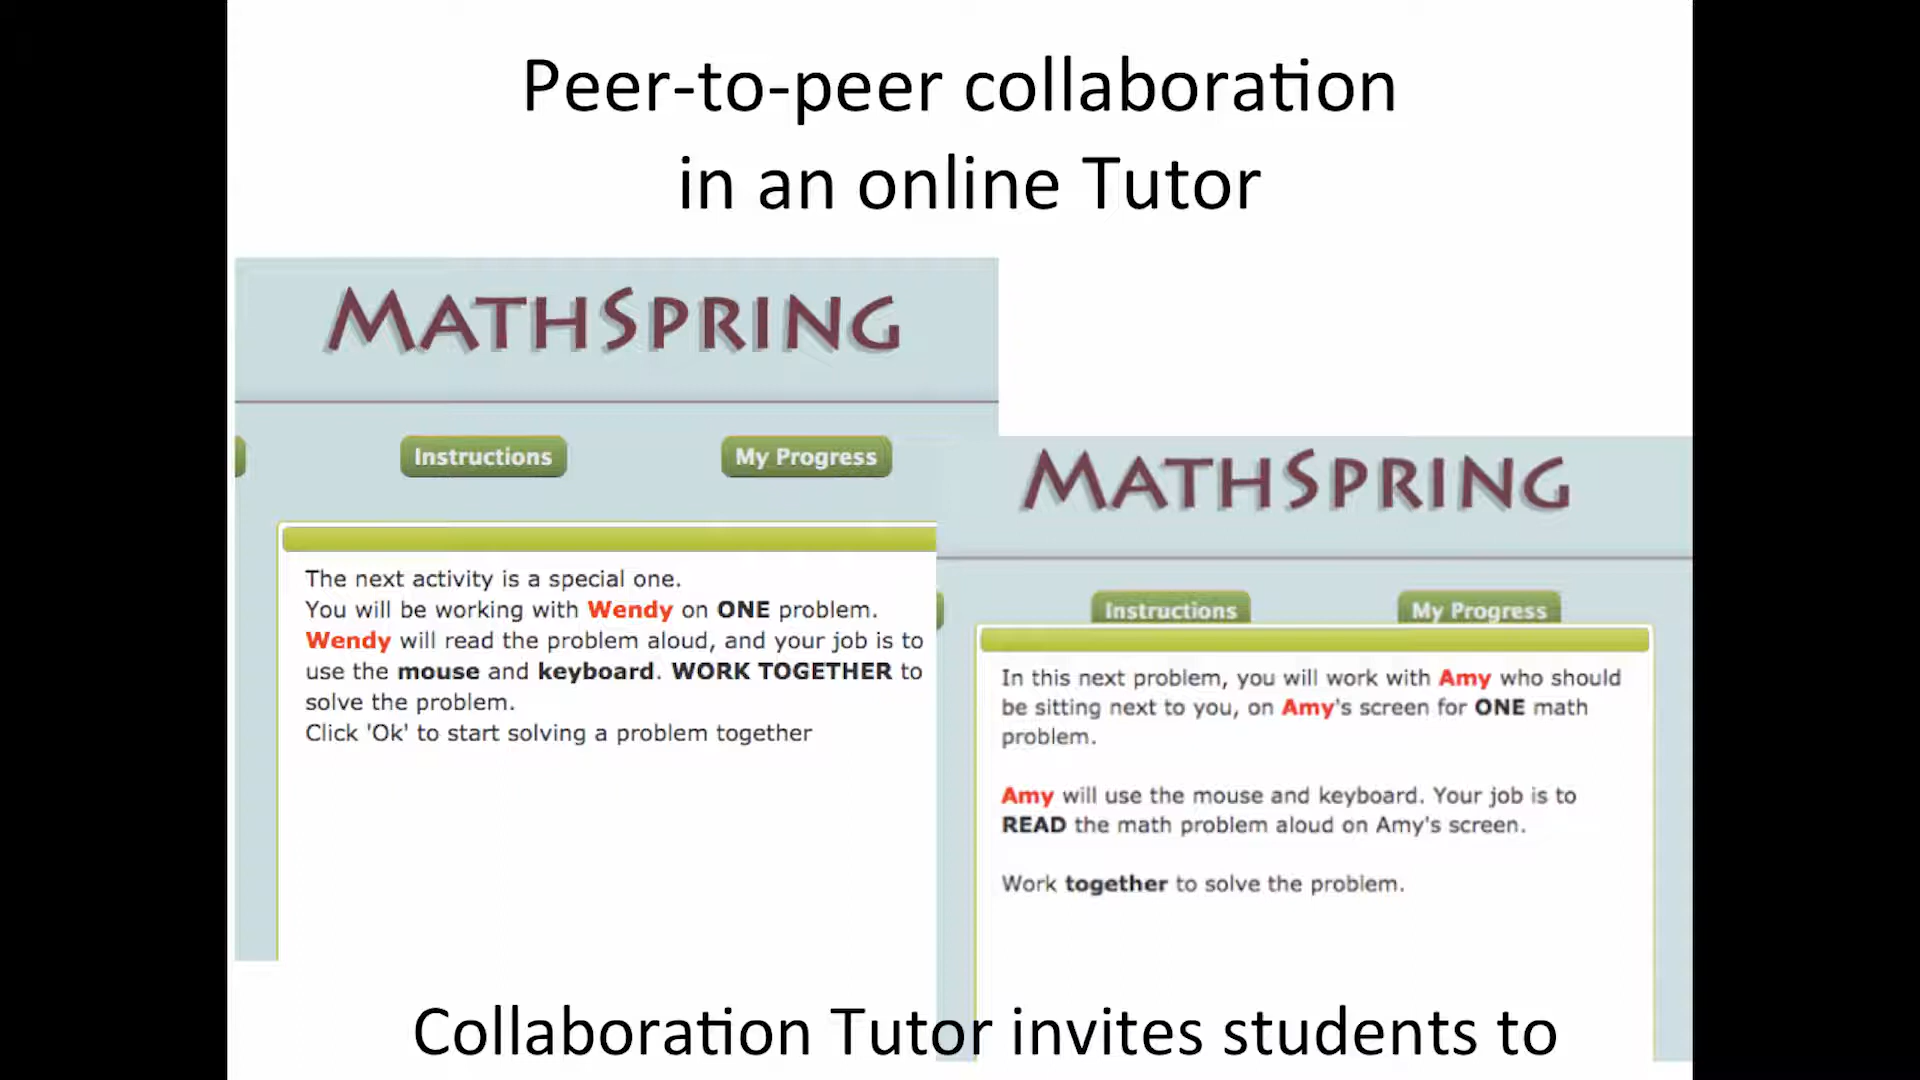 Peer-to-peer collaboration
in an online Tutor
MATHSPRING
Instructions
My Progress
The next activity is a special one.
You will be working with Wendy on ONE problem.
Wendy will read the problem aloud, and your job is to
use the mouse and keyboard. WORK TOGETHER to
solve the problem.
Click 'Ok' to start solving a problem together
MATHSPRING
Instructions
My Progress
In this next problem, you will work with Amy who should
be sitting next to you, on Amy's screen for ONE math
problem.
Amy will use the mouse and keyboard. Your job is to
READ the math problem aloud on Amy's screen.
Work together to solve the problem.
Collaboration Tutor invites students to